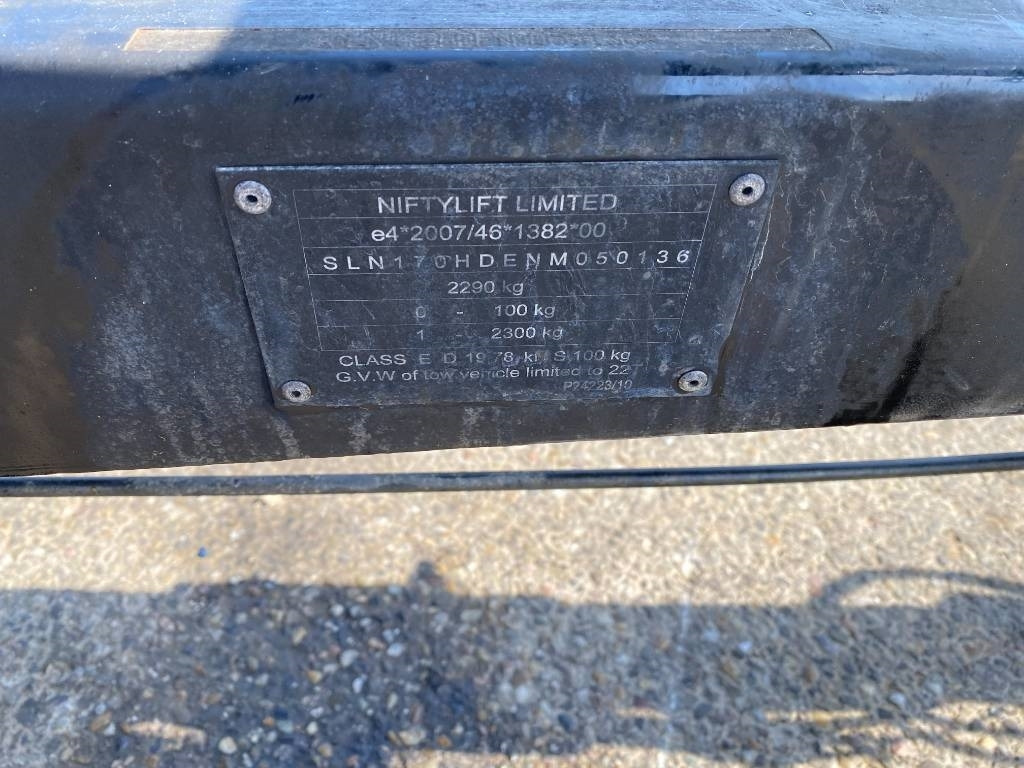 NIFTYLIFT LIMITED
e4*2007/46*1382*00
SLN170HDENM050136
2290 kg
0 - 100 kg
1 - 2300 kg
CLASS E D 19.78 kN S 100 kg
G.V.W of tow vehicle limited to 22T
P24223/10